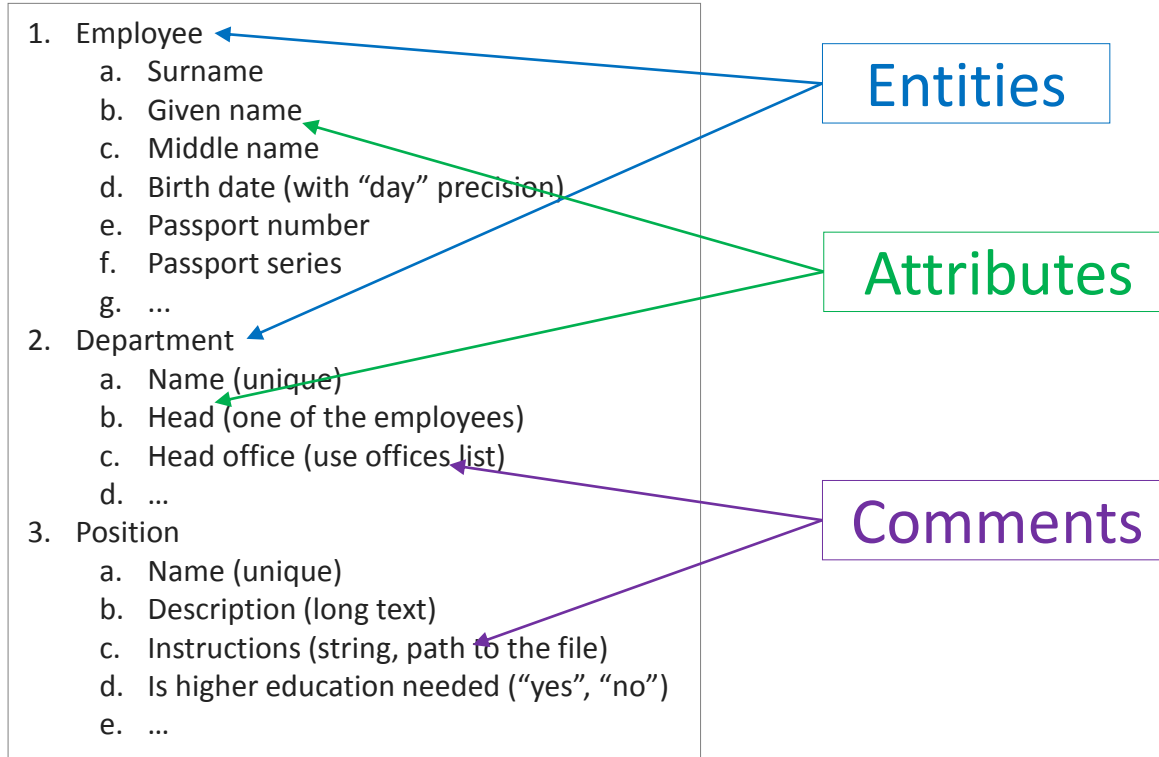 1. Employee
a. Surname
b. Given name
c. Middle name
d. Birth date (with “day” precision)
e. Passport number
f. Passport series
g. ...
2. Department
a. Name (unique)
b. Head (one of the employees)
c. Head office (use offices list)
d. …
3. Position
a. Name (unique)
b. Description (long text)
c. Instructions (string, path to the file)
d. Is higher education needed (“yes”, “no”)
e. …
Entities
Attributes
Comments